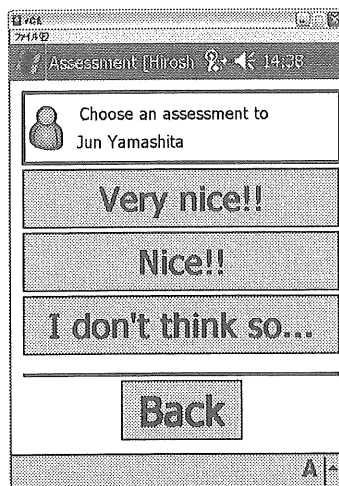 ファイル(F)
Assessment [Hirosh 14:38
Choose an assessment to
Jun Yamashita
Very nice!!
Nice!!
I don't think so...
Back
A